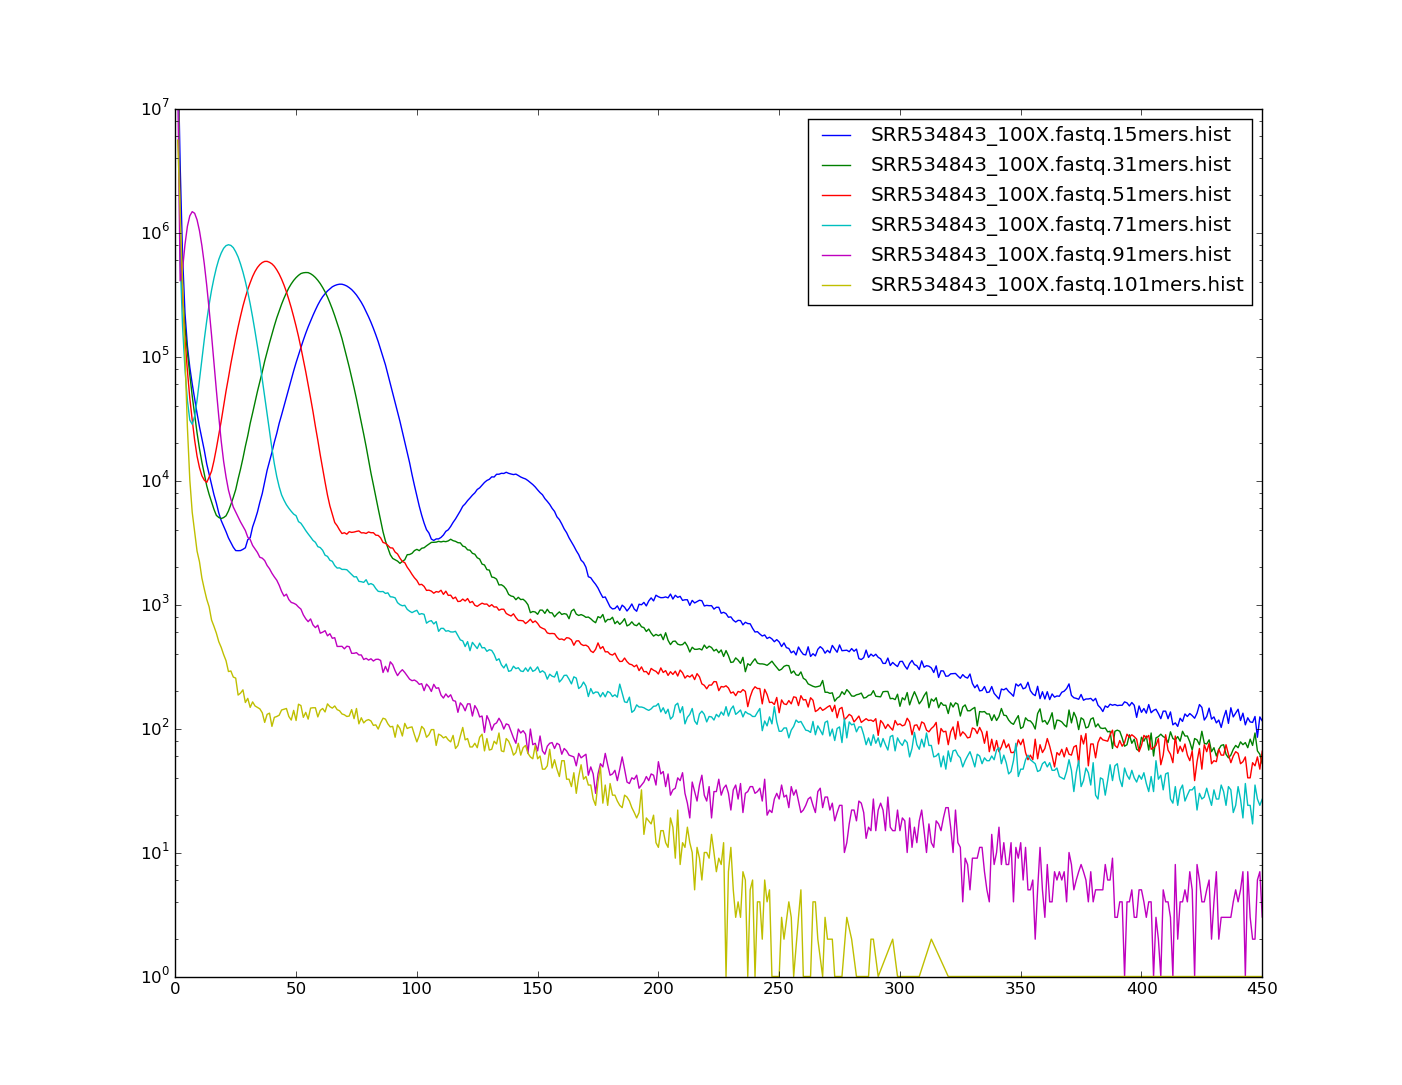 10^7
10^6
10^5
10^4
10^3
10^2
10^1
10^0
0 50 100 150 200 250 300 350 400 450
SRR534843_100X.fastq.15mers.hist
SRR534843_100X.fastq.31mers.hist
SRR534843_100X.fastq.51mers.hist
SRR534843_100X.fastq.71mers.hist
SRR534843_100X.fastq.91mers.hist
SRR534843_100X.fastq.101mers.hist